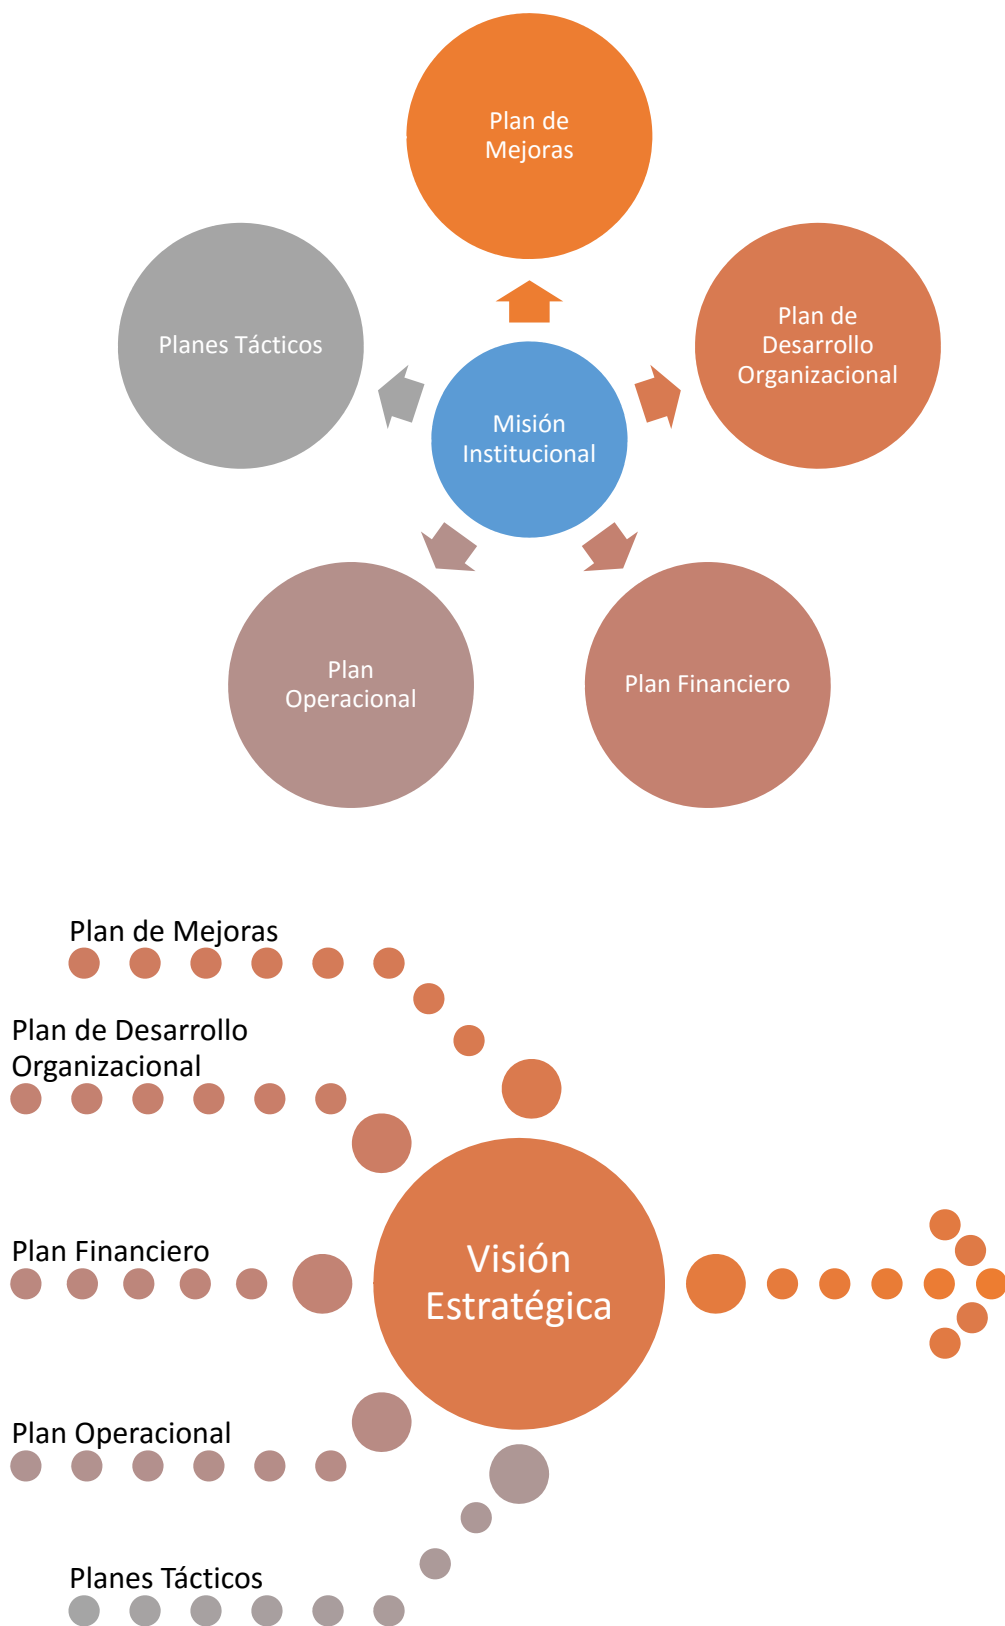 Plan de
Mejoras
Planes Tácticos
Plan de
Desarrollo
Organizacional
Misión
Institucional
Plan
Operacional
Plan Financiero
Plan de Mejoras
Plan de Desarrollo
Organizacional
Plan Financiero
Visión
Estratégica
Plan Operacional
Planes Tácticos